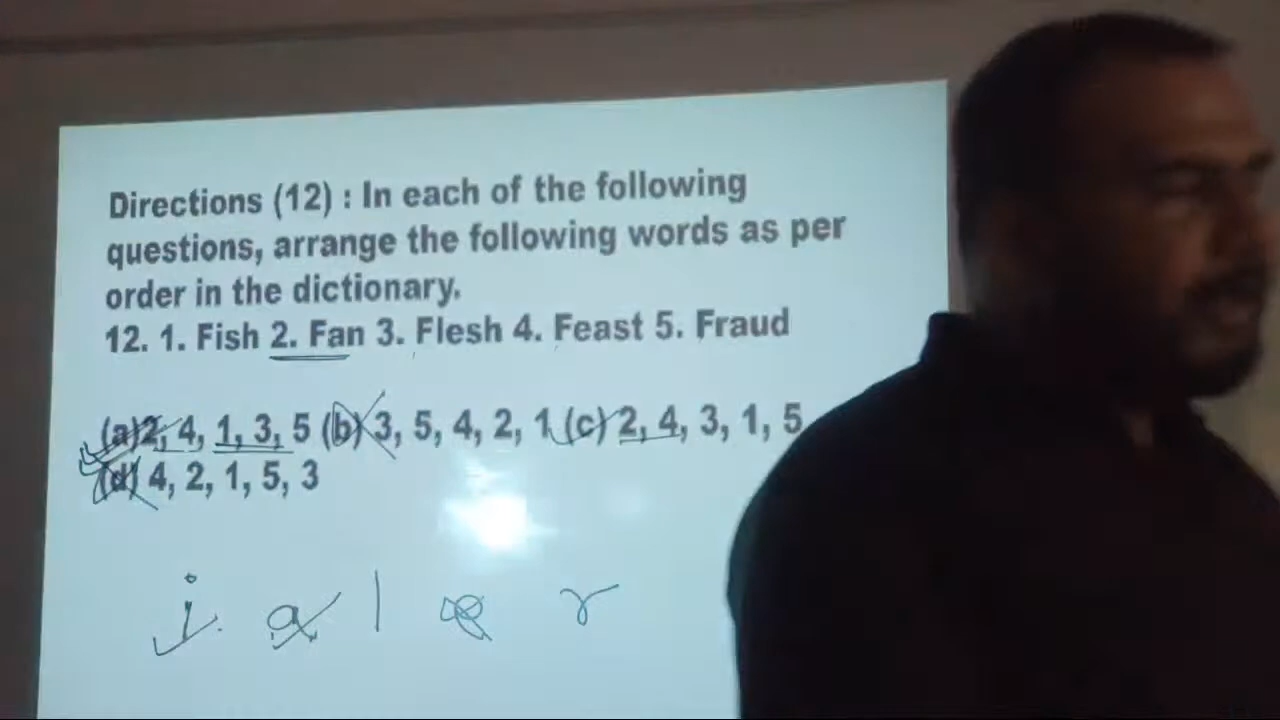 Directions (12) : In each of the following
questions, arrange the following words as per
order in the dictionary.
12. 1. Fish 2. Fan 3. Flesh 4. Feast 5. Fraud
(a) 2, 4, 1, 3, 5 (b) 3, 5, 4, 2, 1 (c) 2, 4, 3, 1, 5
(d) 4, 2, 1, 5, 3
i a l e r